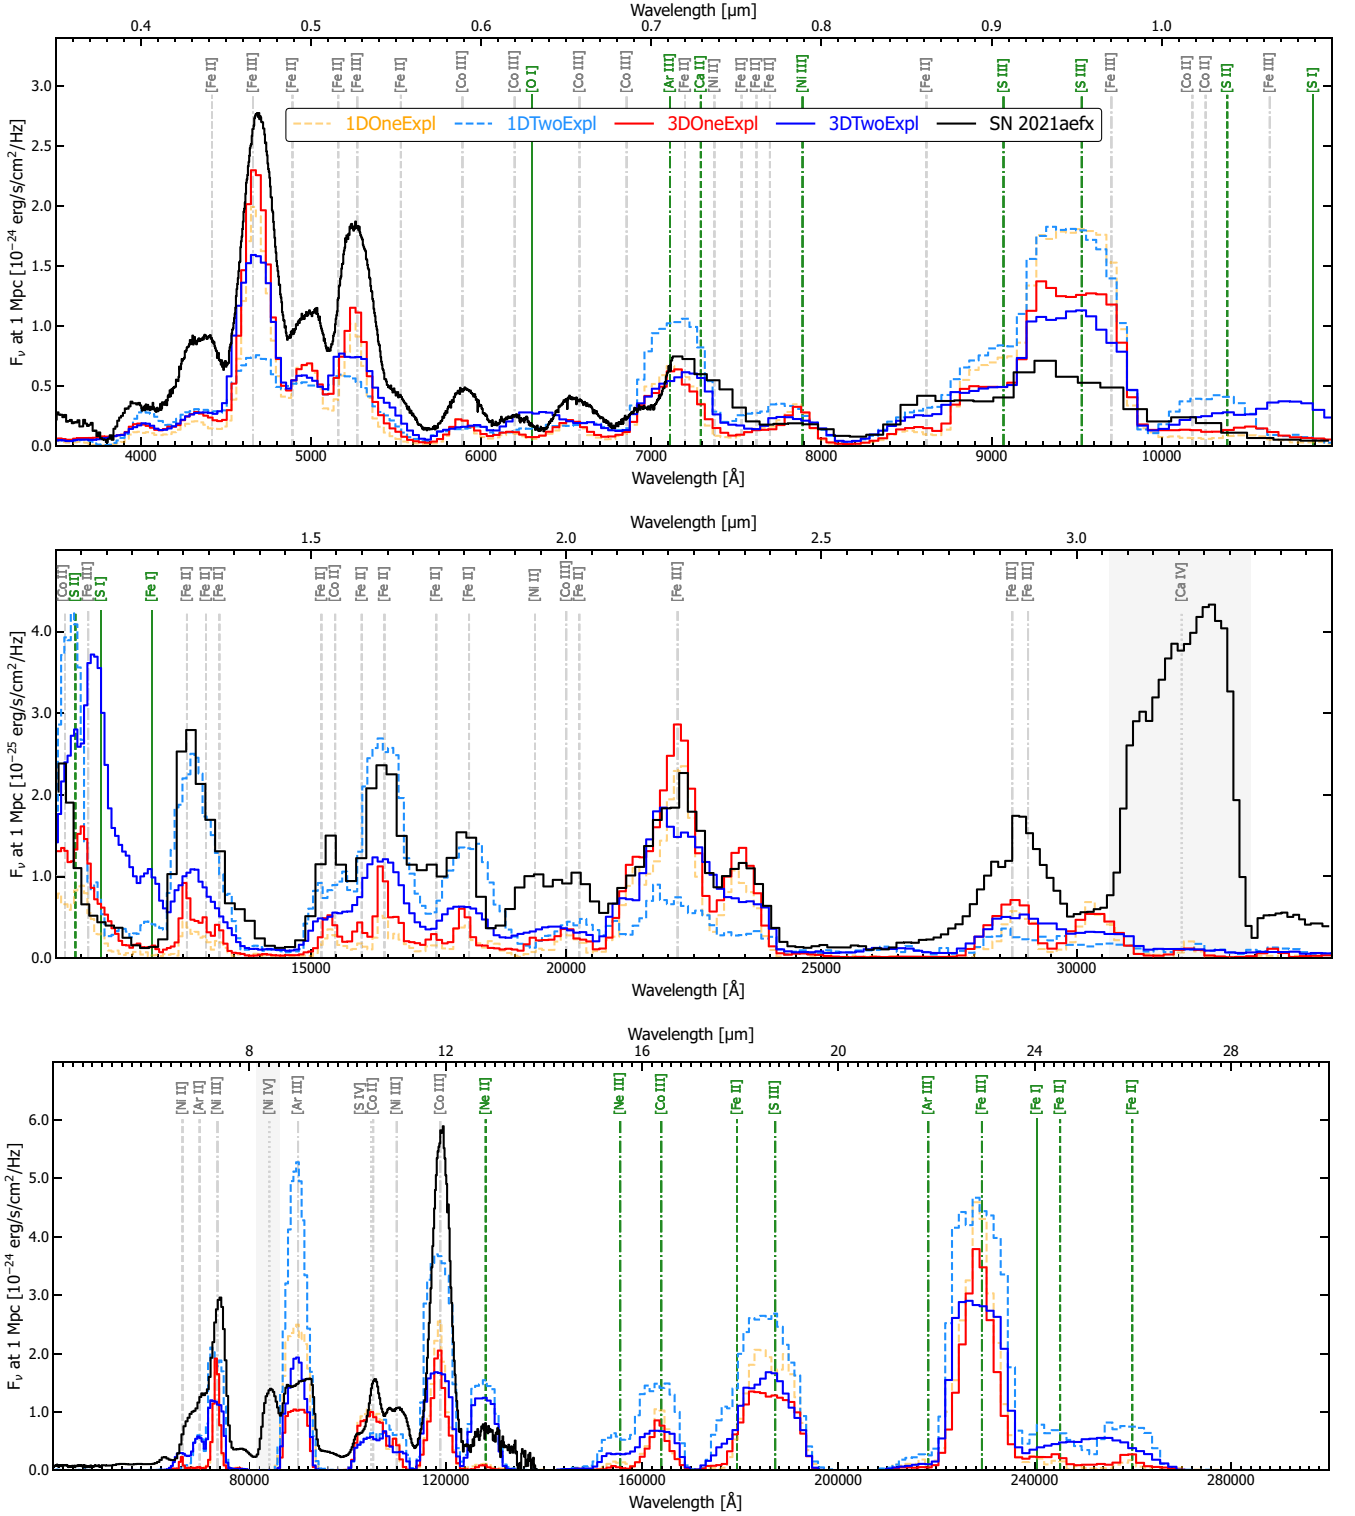 Wavelength [μm]
0.4 0.5 0.6 0.7 0.8 0.9 1.0
[Fe II] [Fe III] [Fe II] [Fe II] [Fe III] [Fe II] [Co III] [Co III] [O I] [Co III] [Co III] [Ar III] [Fe II] [Ca II] [Ni II] [Fe II] [Fe II] [Fe II] [Ni III] [Fe II] [S III] [S III] [Fe III] [Co II] [Co II] [S II] [Fe III] [S I]
1DOneExpl 1DTwoExpl 3DOneExpl 3DTwoExpl SN 2021aefx
F_ν at 1 Mpc [10⁻²⁴ erg/s/cm²/Hz]
3.0
2.5
2.0
1.5
1.0
0.5
0.0
4000 5000 6000 7000 8000 9000 10000
Wavelength [Å]
Wavelength [μm]
1.5 2.0 2.5 3.0
[Co II] [S II] [Fe III] [S I] [Fe I] [Fe II] [Fe II] [Fe II] [Fe II] [Co II] [Fe II] [Fe II] [Fe II] [Fe II] [Ni II] [Co III] [Fe II] [Fe III] [Fe III] [Fe III] [Ca IV]
F_ν at 1 Mpc [10⁻²⁵ erg/s/cm²/Hz]
4.0
3.0
2.0
1.0
0.0
15000 20000 25000 30000
Wavelength [Å]
Wavelength [μm]
8 12 16 20 24 28
[Ni II] [Ar II] [Ni III] [Ni IV] [Ar III] [S IV] [Co II] [Ni III] [Co III] [Ne II] [Ne III] [Co III] [Fe II] [S III] [Ar III] [Fe III] [Fe I] [Fe II] [Fe II]
F_ν at 1 Mpc [10⁻²⁴ erg/s/cm²/Hz]
6.0
5.0
4.0
3.0
2.0
1.0
0.0
80000 120000 160000 200000 240000 280000
Wavelength [Å]